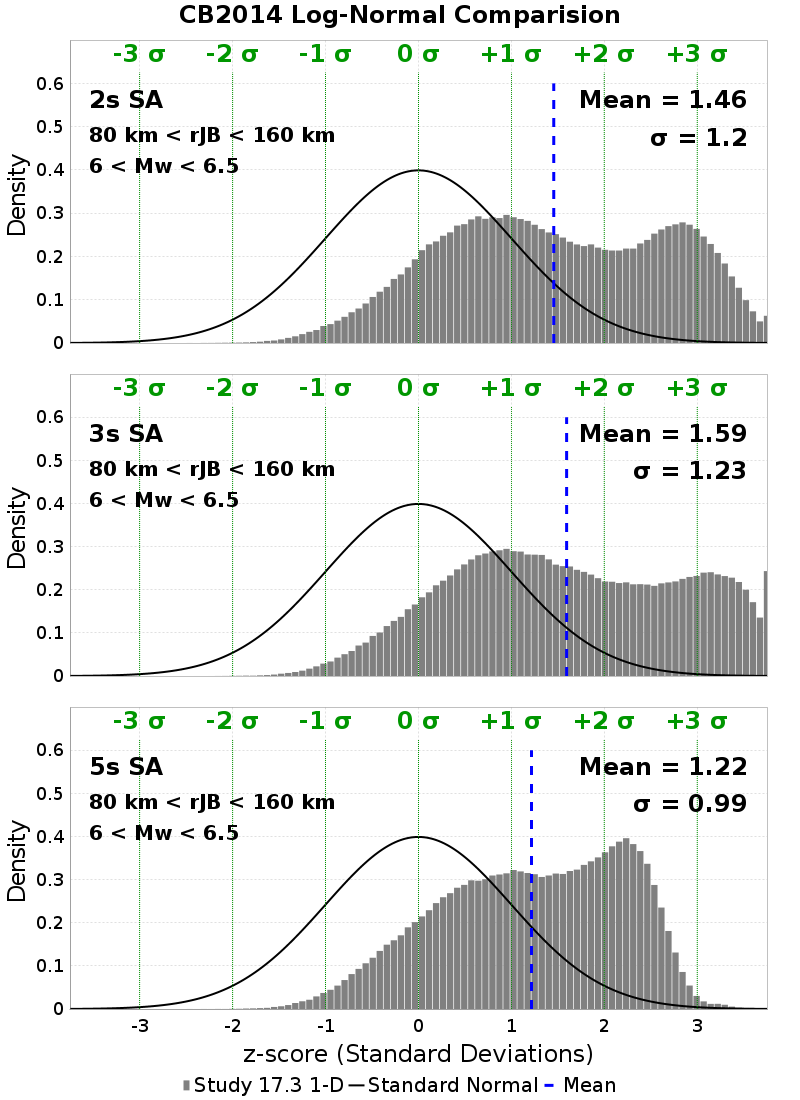 CB2014 Log-Normal Comparision
-3 σ -2 σ -1 σ 0 σ +1 σ +2 σ +3 σ
2s SA
80 km < rJB < 160 km
6 < Mw < 6.5
Mean = 1.46
σ = 1.2
Density
0.6
0.5
0.4
0.3
0.2
0.1
0
-3 σ -2 σ -1 σ 0 σ +1 σ +2 σ +3 σ
3s SA
80 km < rJB < 160 km
6 < Mw < 6.5
Mean = 1.59
σ = 1.23
Density
0.6
0.5
0.4
0.3
0.2
0.1
0
-3 σ -2 σ -1 σ 0 σ +1 σ +2 σ +3 σ
5s SA
80 km < rJB < 160 km
6 < Mw < 6.5
Mean = 1.22
σ = 0.99
Density
0.6
0.5
0.4
0.3
0.2
0.1
0
-3 -2 -1 0 1 2 3
z-score (Standard Deviations)
Study 17.3 1-D Standard Normal Mean